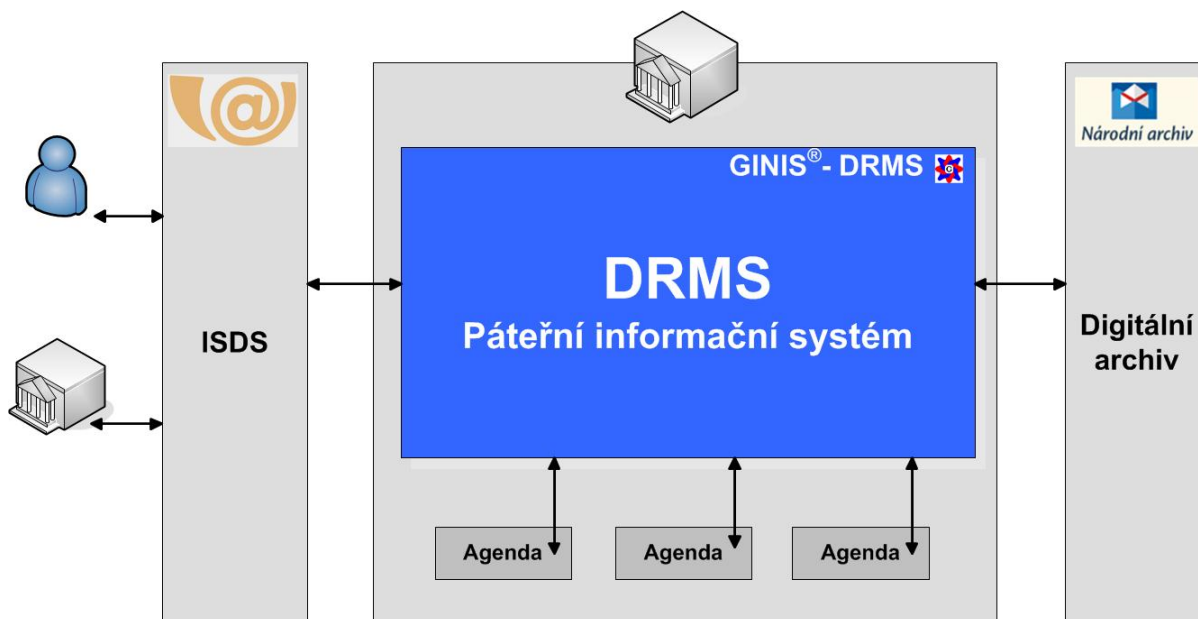 Národní archiv
GINIS®- DRMS
DRMS
Páteřní informační systém
ISDS
Digitální
archiv
Agenda
Agenda
Agenda